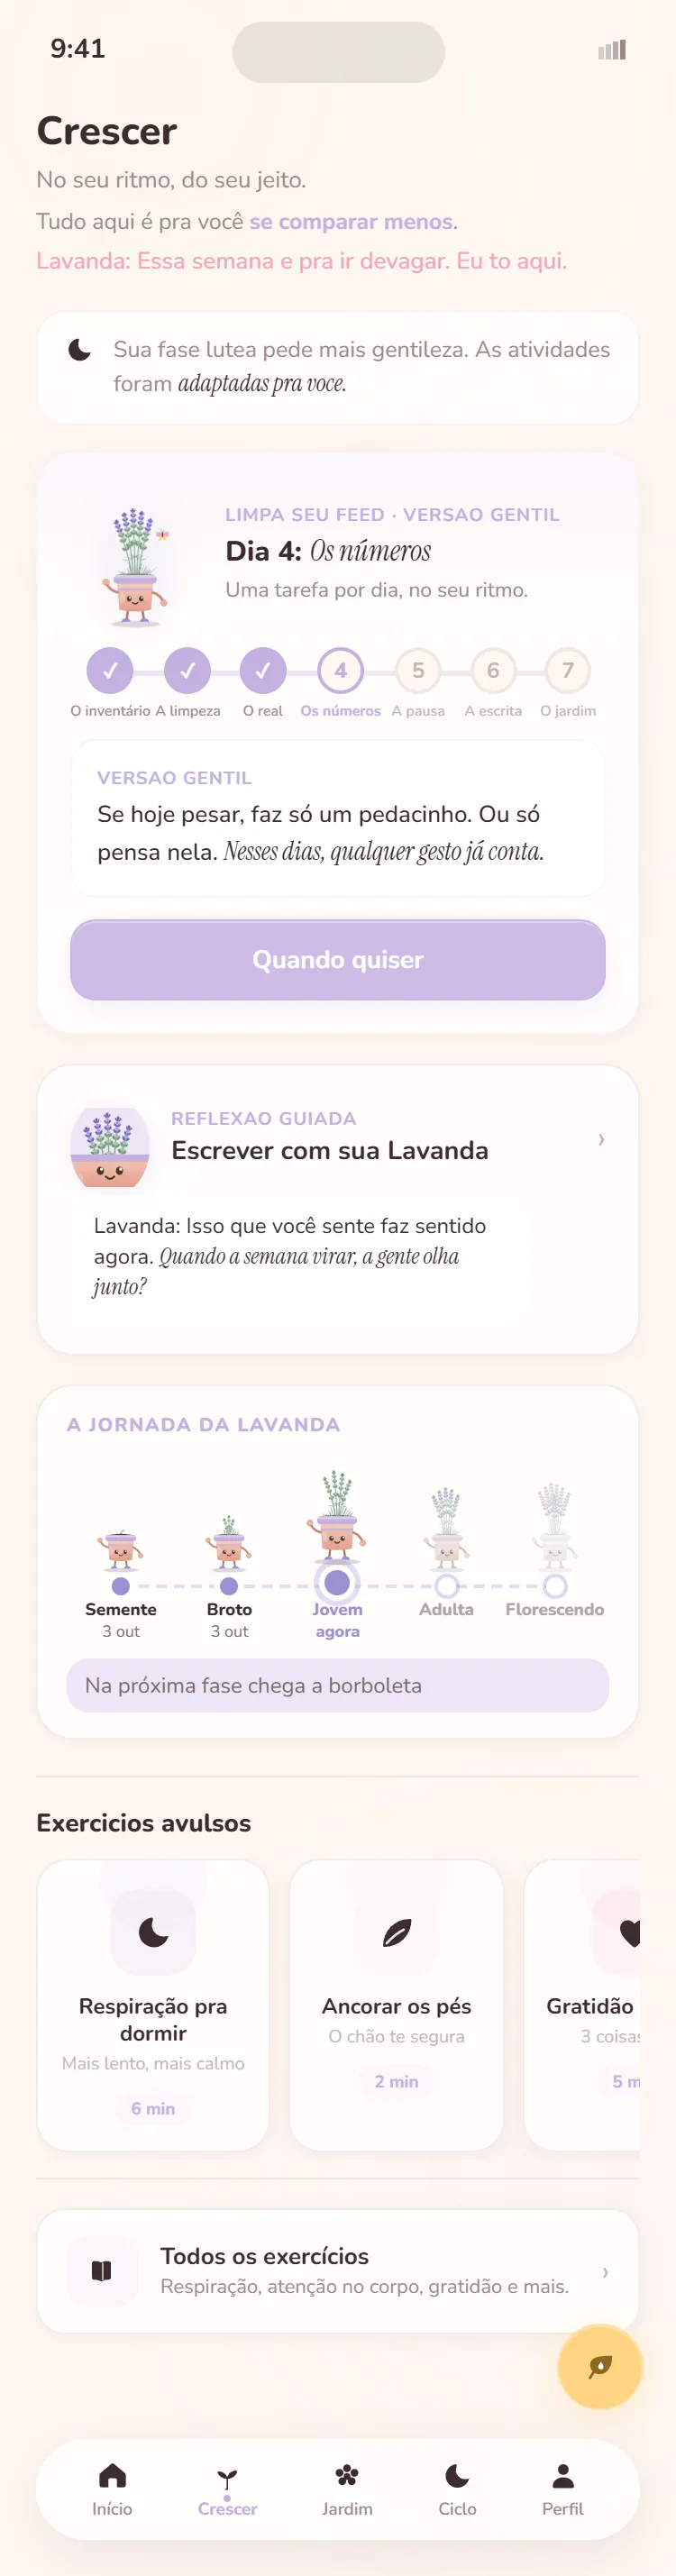 9:41
Crescer
No seu ritmo, do seu jeito.
Tudo aqui é pra você se comparar menos.
Lavanda: Essa semana e pra ir devagar. Eu to aqui.
Sua fase lutea pede mais gentileza. As atividades
foram adaptadas pra voce.
LIMPA SEU FEED · VERSAO GENTIL
Dia 4: Os números
Uma tarefa por dia, no seu ritmo.
4 5 6 7
O inventário A limpeza O real Os números A pausa A escrita O jardim
VERSAO GENTIL
Se hoje pesar, faz só um pedacinho. Ou só
pensa nela. Nesses dias, qualquer gesto já conta.
Quando quiser
REFLEXAO GUIADA
Escrever com sua Lavanda
Lavanda: Isso que você sente faz sentido
agora. Quando a semana virar, a gente olha
junto?
A JORNADA DA LAVANDA
Semente Broto Jovem Adulta Florescendo
3 out 3 out agora
Na próxima fase chega a borboleta
Exercicios avulsos
Respiração pra
dormir
Mais lento, mais calmo
6 min
Ancorar os pés
O chão te segura
2 min
Gratidão
3 coisas
5 m
Todos os exercícios
Respiração, atenção no corpo, gratidão e mais.
Início Crescer Jardim Ciclo Perfil